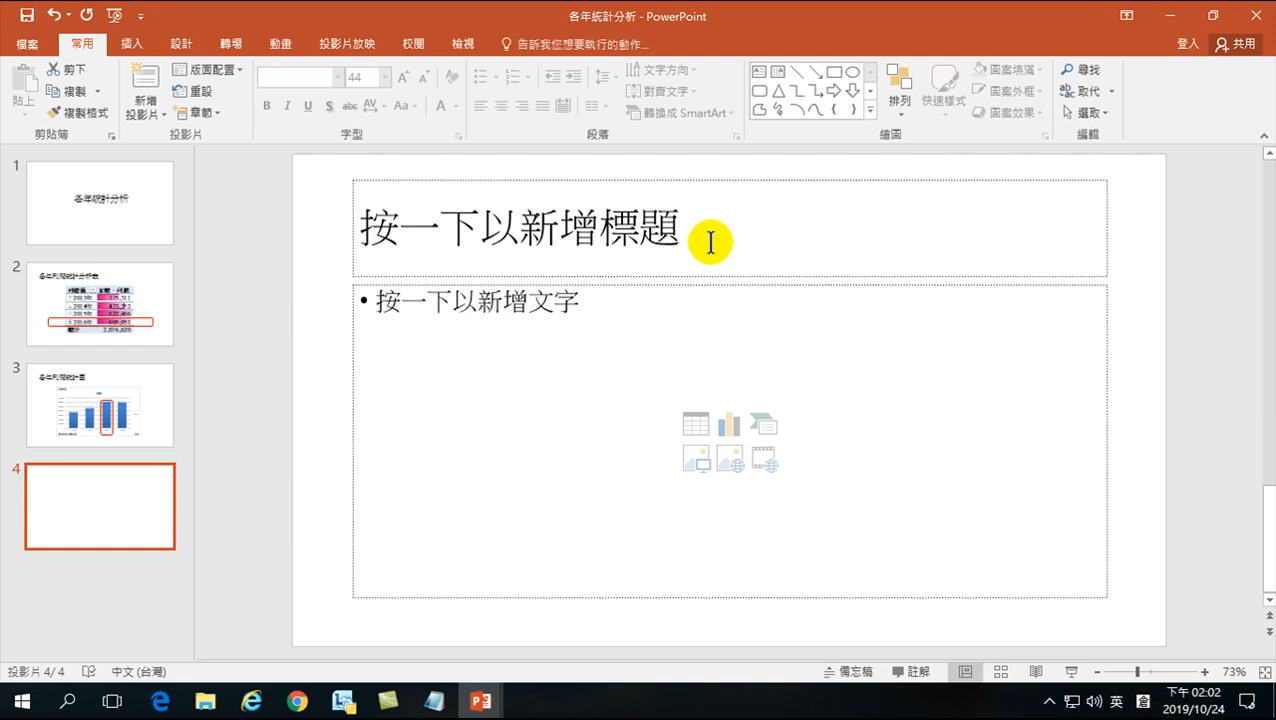 各年統計分析 - PowerPoint
檔案 常用 插入 設計 轉場 動畫 投影片放映 校閱 檢視 告訴我您想要執行的動作... 登入 共用
貼上 剪下 複製 複製格式
新增投影片 版面配置 重設 章節
44
B I U S abc AV Aa A
文字方向 對齊文字 轉換成 SmartArt
排列 快速樣式 圖案填滿 圖案外框 圖案效果
尋找 取代 選取
剪貼簿 投影片 字型 段落 繪圖 編輯
1
各年統計分析
2
3
4
按一下以新增標題
• 按一下以新增文字
投影片 4/4 中文 (台灣) 備忘稿 註解 73%
英 下午 02:02
2019/10/24